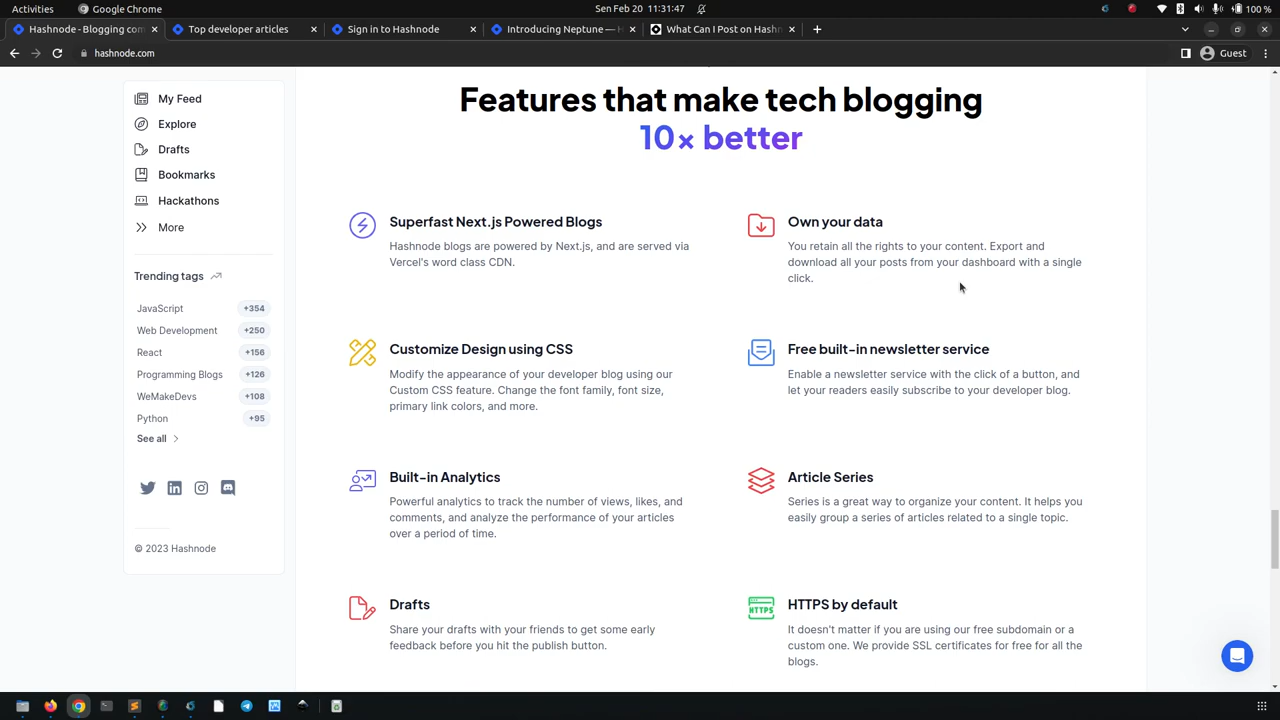 Activities
Google Chrome
Sen Feb 20 11:31:47
100 %
Hashnode - Blogging com
Top developer articles
Sign in to Hashnode
Introducing Neptune — H
What Can I Post on Hashn
hashnode.com
Guest
My Feed
Explore
Drafts
Bookmarks
Hackathons
More
Trending tags
JavaScript +354
Web Development +250
React +156
Programming Blogs +126
WeMakeDevs +108
Python +95
See all
© 2023 Hashnode
Features that make tech blogging
10× better
Superfast Next.js Powered Blogs
Hashnode blogs are powered by Next.js, and are served via
Vercel's word class CDN.
Own your data
You retain all the rights to your content. Export and
download all your posts from your dashboard with a single
click.
Customize Design using CSS
Modify the appearance of your developer blog using our
Custom CSS feature. Change the font family, font size,
primary link colors, and more.
Free built-in newsletter service
Enable a newsletter service with the click of a button, and
let your readers easily subscribe to your developer blog.
Built-in Analytics
Powerful analytics to track the number of views, likes, and
comments, and analyze the performance of your articles
over a period of time.
Article Series
Series is a great way to organize your content. It helps you
easily group a series of articles related to a single topic.
Drafts
Share your drafts with your friends to get some early
feedback before you hit the publish button.
HTTPS
HTTPS by default
It doesn't matter if you are using our free subdomain or a
custom one. We provide SSL certificates for free for all the
blogs.